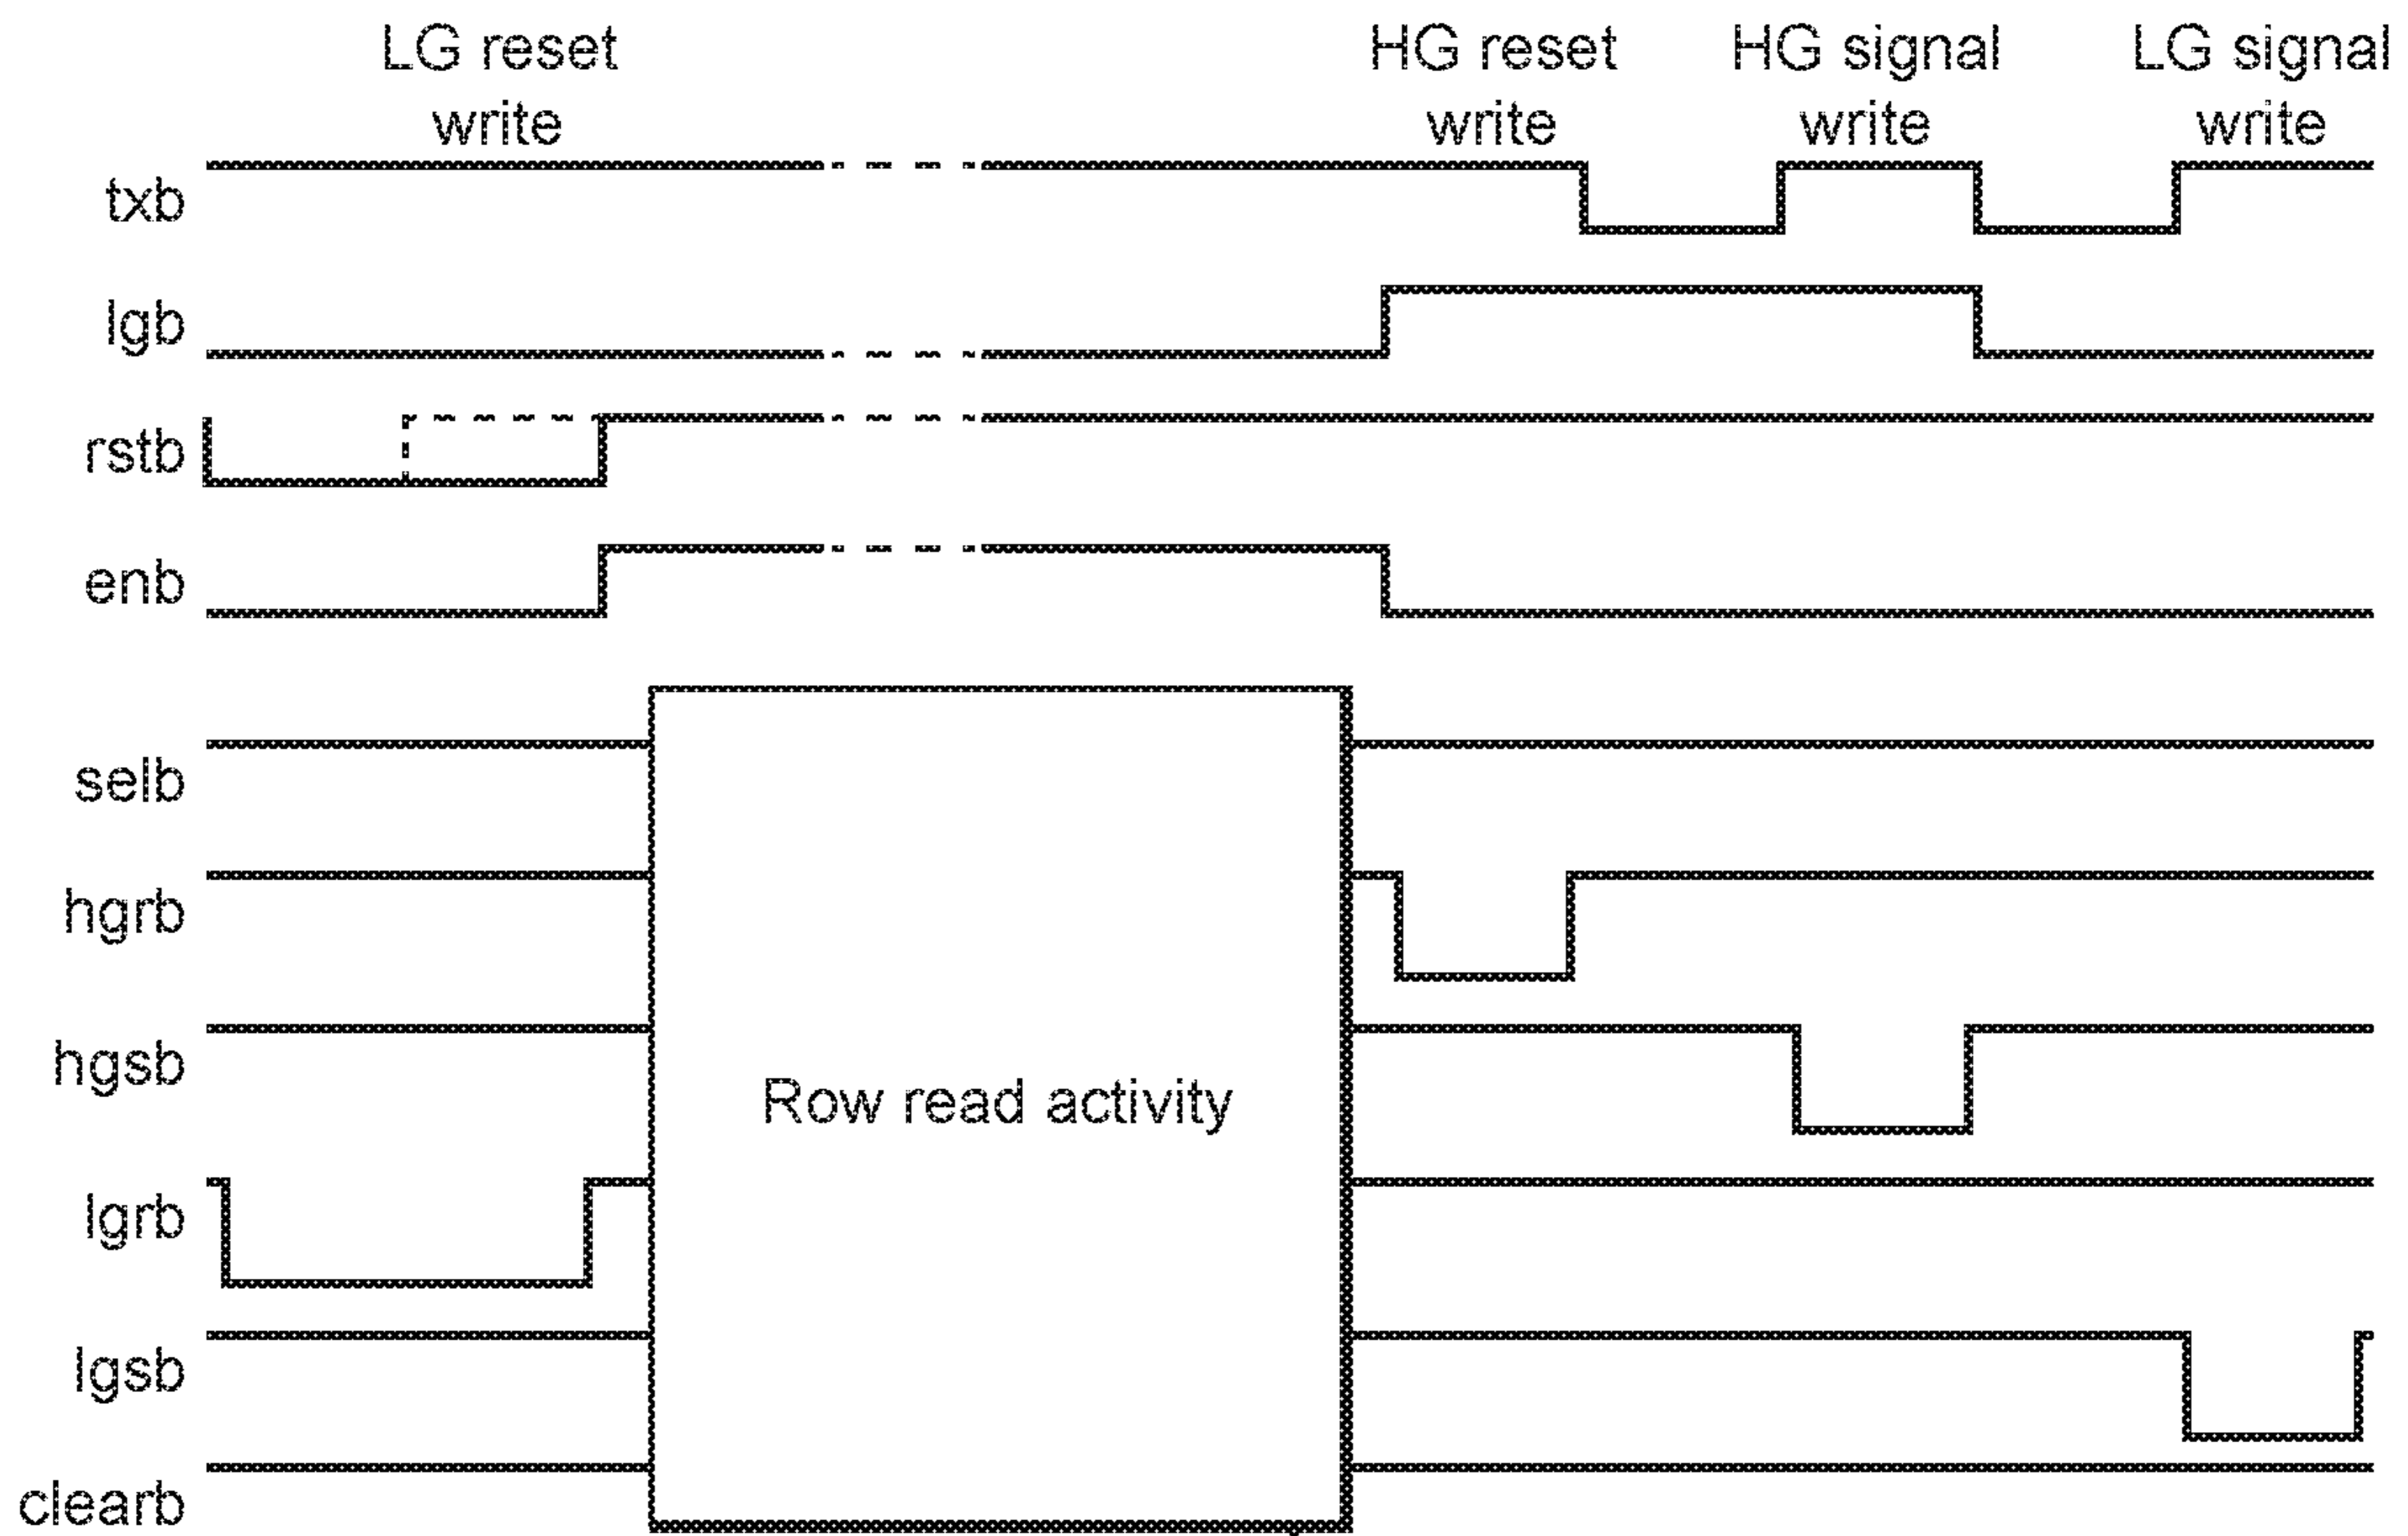 LG reset
write
HG reset
write
HG signal
write
LG signal
write
txb
lgb
rstb
enb
selb
hgrb
hgsb
Row read activity
lgrb
lgsb
clearb